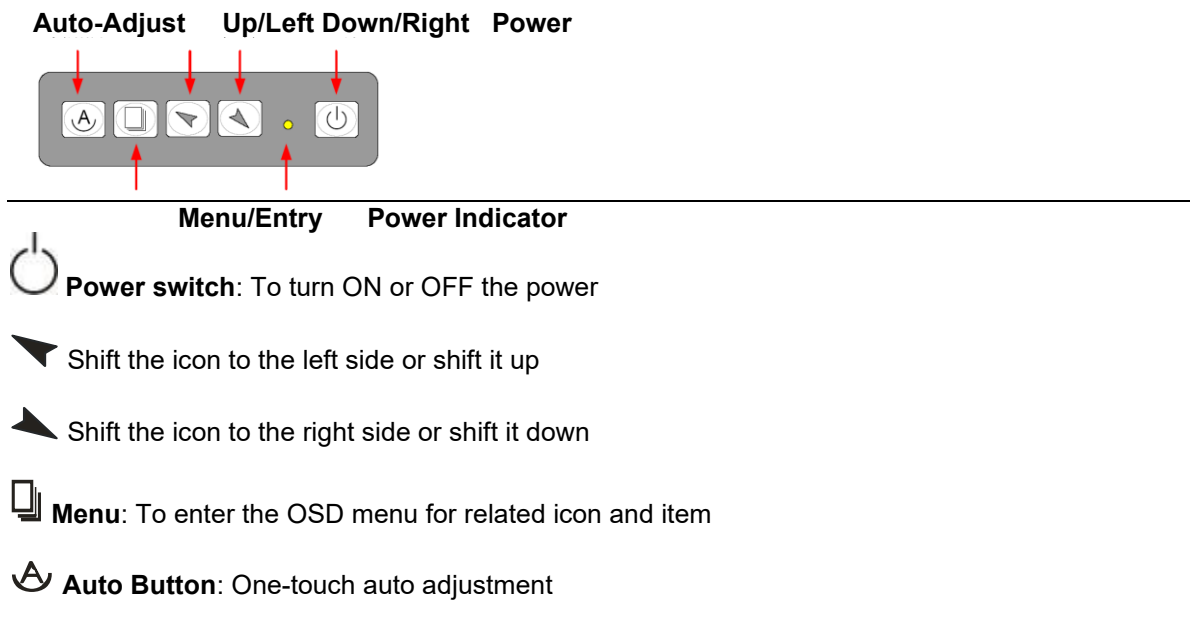 Auto-Adjust Up/Left Down/Right Power
A
Menu/Entry Power Indicator
Power switch: To turn ON or OFF the power
Shift the icon to the left side or shift it up
Shift the icon to the right side or shift it down
Menu: To enter the OSD menu for related icon and item
A Auto Button: One-touch auto adjustment